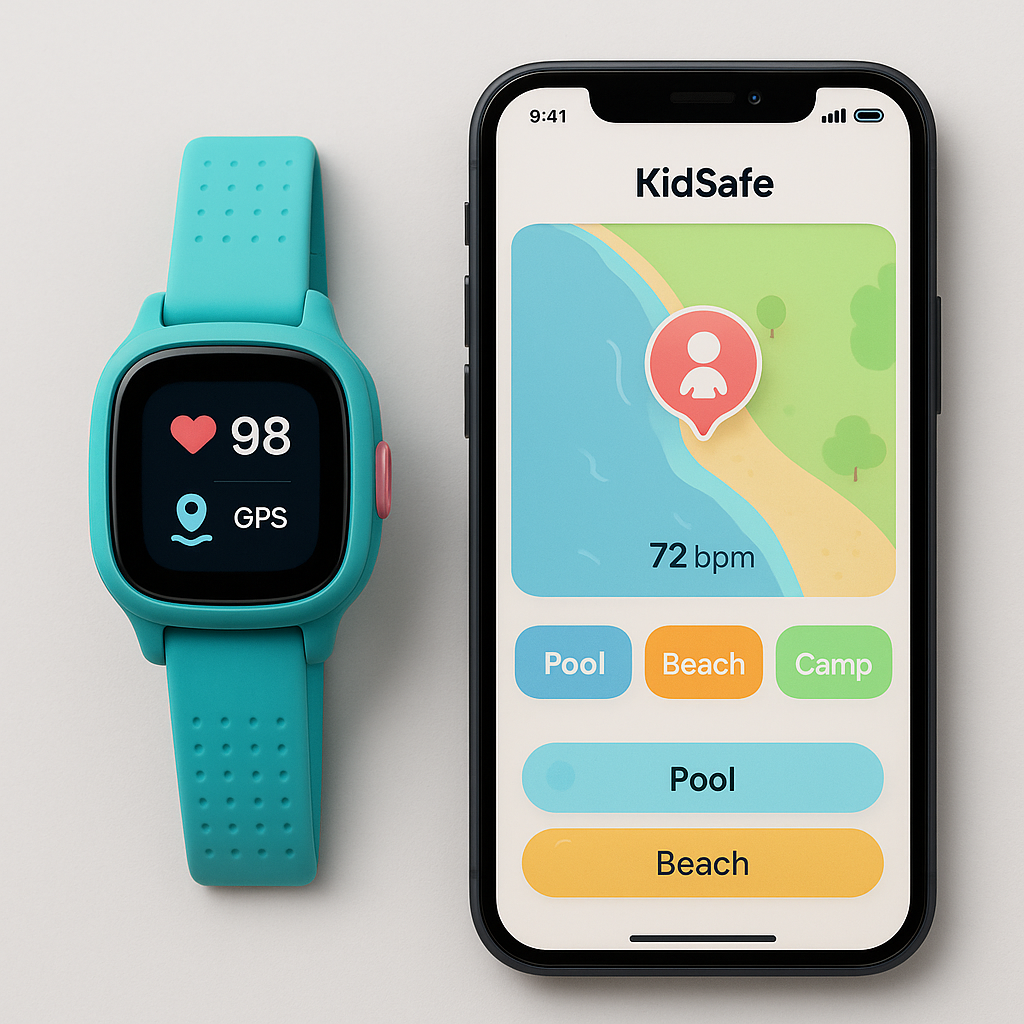 98
GPS
9:41
KidSafe
72 bpm
Pool
Beach
Camp
Pool
Beach